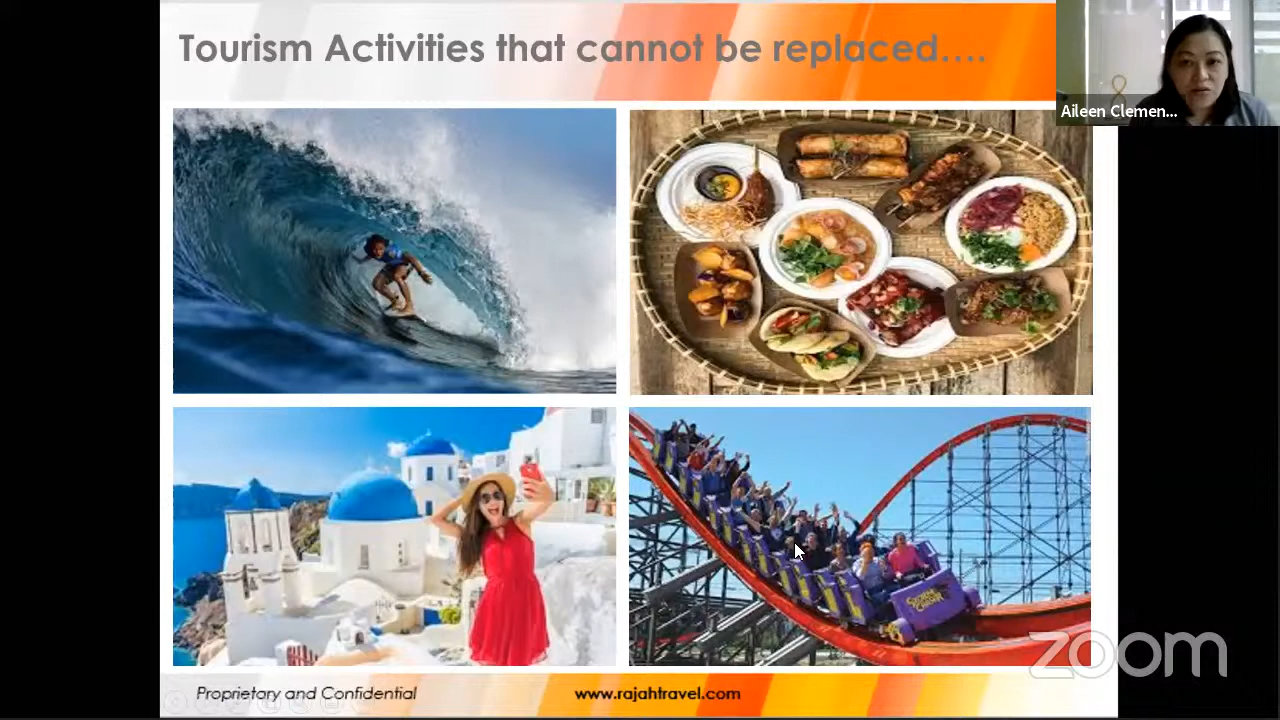 Tourism Activities that cannot be replaced....
Aileen Clemen...
Proprietary and Confidential
www.rajahtravel.com
zoom